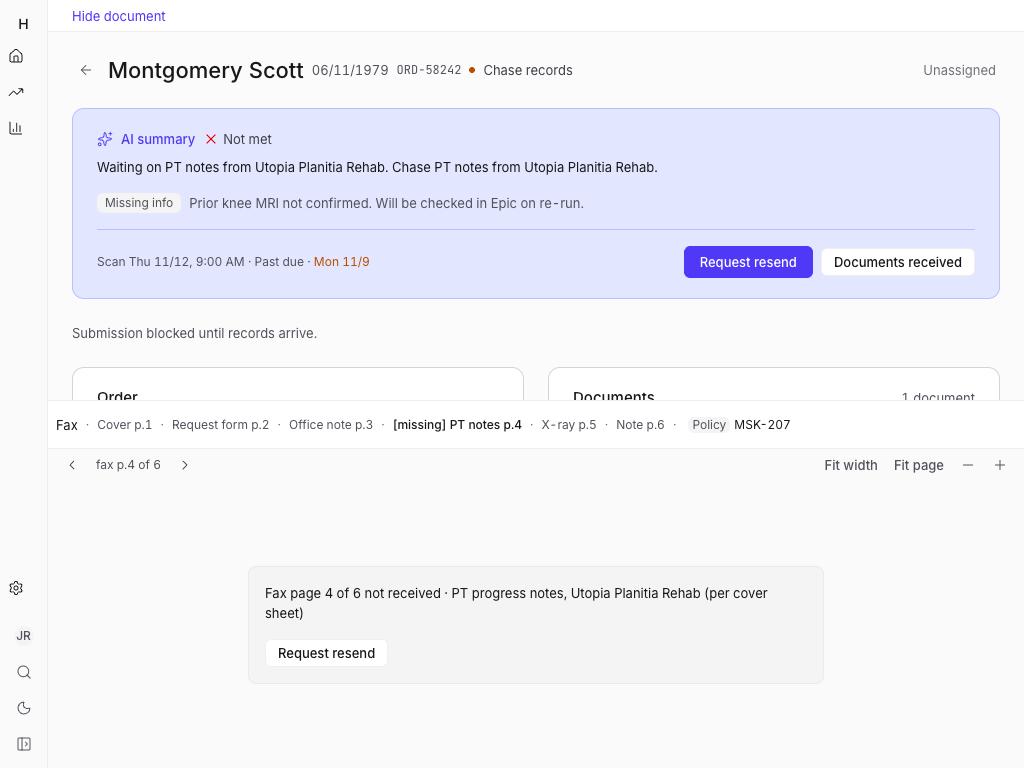 Hide document
H
Montgomery Scott 06/11/1979 ORD-58242 Chase records Unassigned
AI summary Not met
Waiting on PT notes from Utopia Planitia Rehab. Chase PT notes from Utopia Planitia Rehab.
Missing info Prior knee MRI not confirmed. Will be checked in Epic on re-run.
Scan Thu 11/12, 9:00 AM · Past due · Mon 11/9 Request resend Documents received
Submission blocked until records arrive.
Order Documents 1 document
Fax · Cover p.1 · Request form p.2 · Office note p.3 · [missing] PT notes p.4 · X-ray p.5 · Note p.6 · Policy MSK-207
fax p.4 of 6 Fit width Fit page
Fax page 4 of 6 not received · PT progress notes, Utopia Planitia Rehab (per cover
sheet)
Request resend
JR